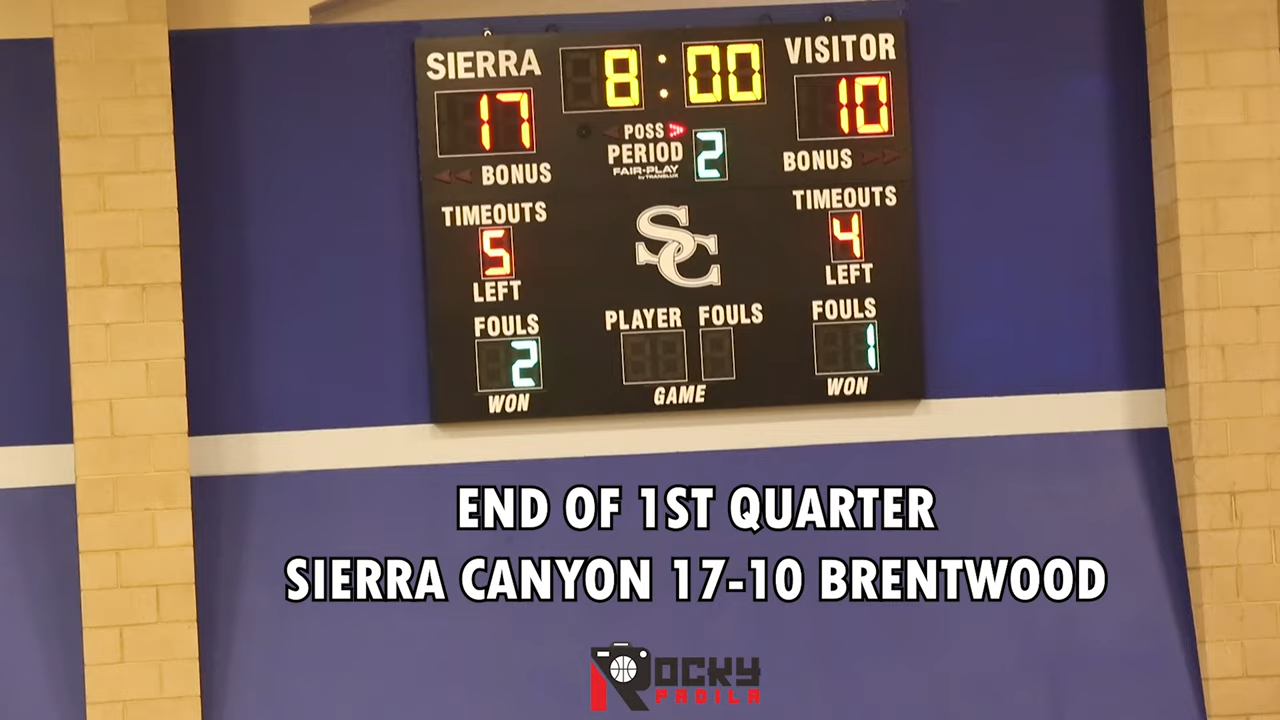 SIERRA 8:00 VISITOR
17 10
POSS
PERIOD 2
FAIR-PLAY
by TRANSLUX
BONUS BONUS
TIMEOUTS TIMEOUTS
5 SC 4
LEFT LEFT
FOULS PLAYER FOULS FOULS
2 1
WON GAME WON
END OF 1ST QUARTER
SIERRA CANYON 17-10 BRENTWOOD
ROCKY
PADILA